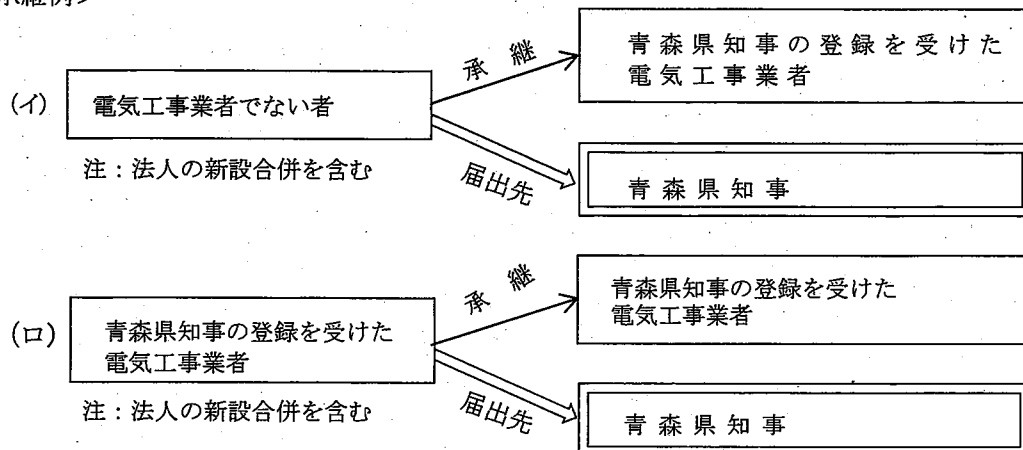 承継例＞
(イ)
電気工事業者でない者
注：法人の新設合併を含む
承継
青森県知事の登録を受けた
電気工事業者
届出先
青森県知事
(ロ)
青森県知事の登録を受けた
電気工事業者
注：法人の新設合併を含む
承継
青森県知事の登録を受けた
電気工事業者
届出先
青森県知事